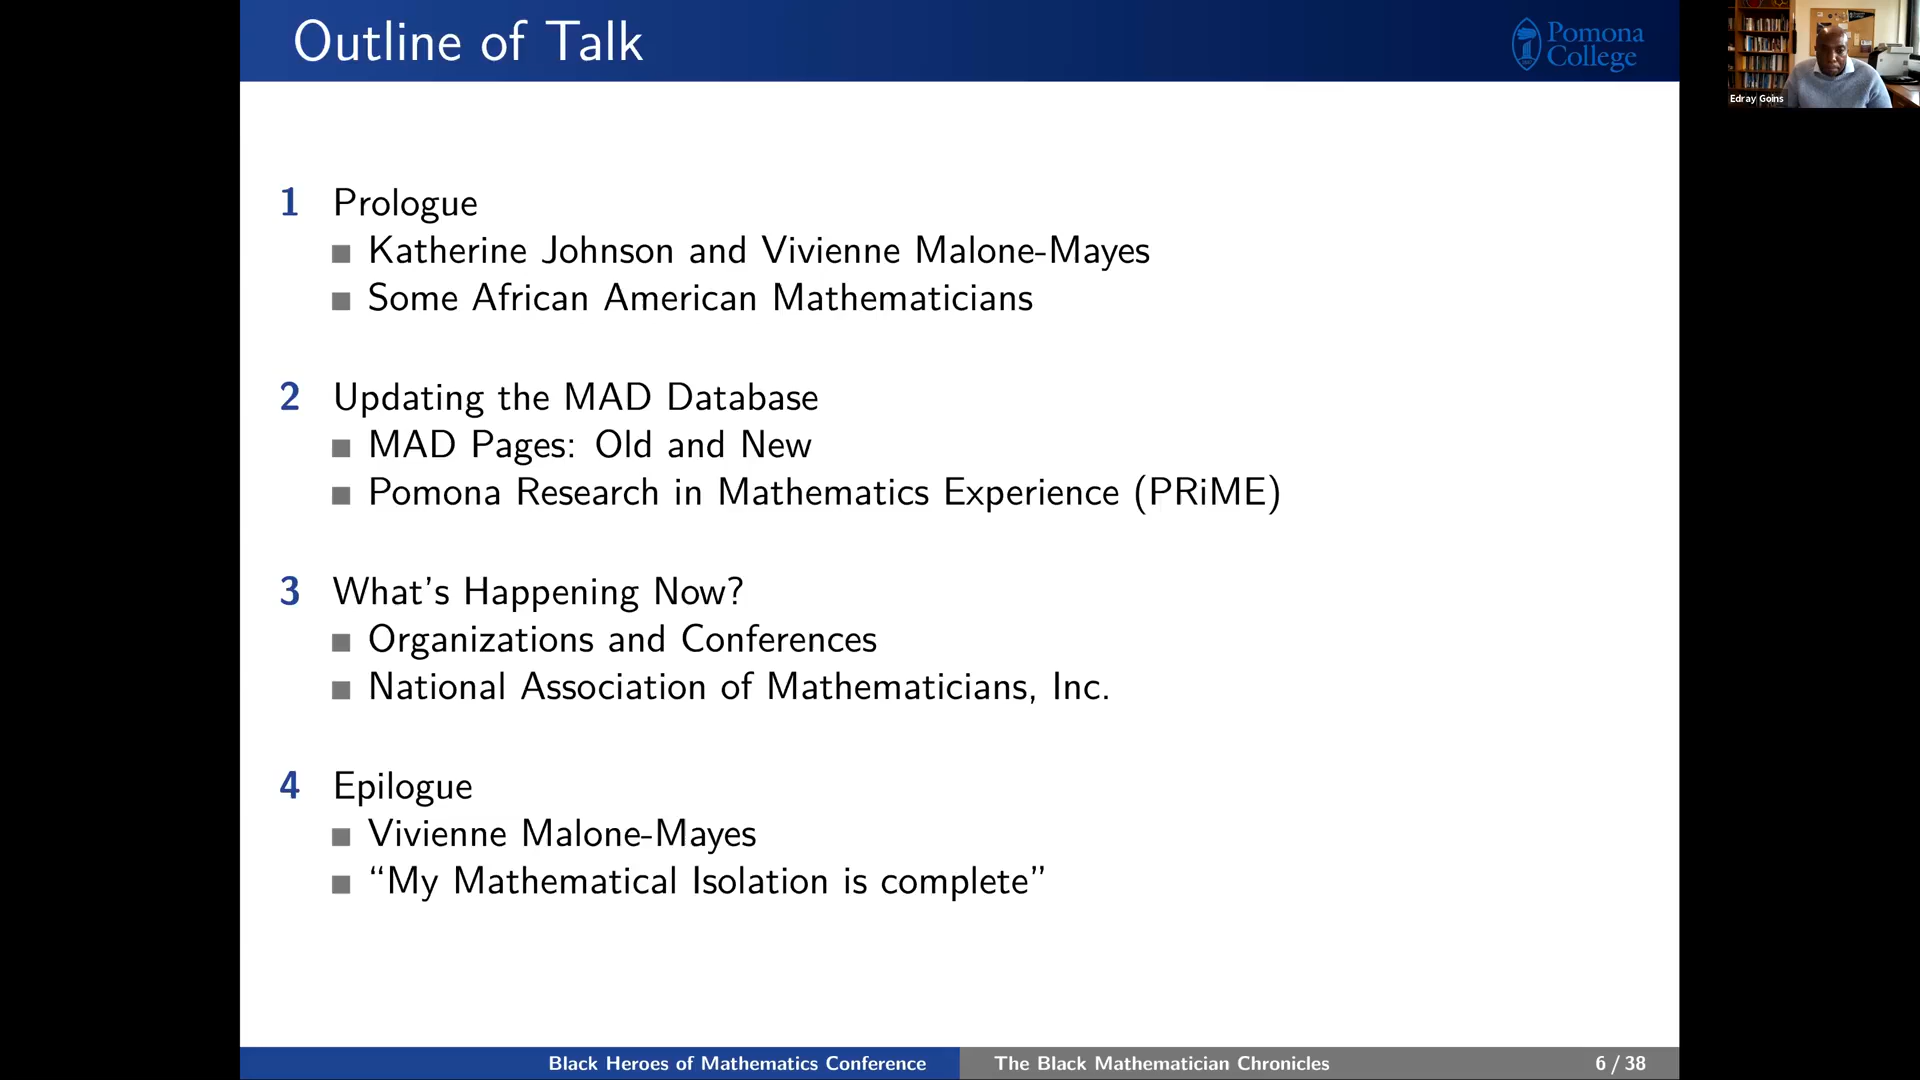 Outline of Talk
Pomona
College
Edray Goins
1 Prologue
Katherine Johnson and Vivienne Malone-Mayes
Some African American Mathematicians
2 Updating the MAD Database
MAD Pages: Old and New
Pomona Research in Mathematics Experience (PRiME)
3 What's Happening Now?
Organizations and Conferences
National Association of Mathematicians, Inc.
4 Epilogue
Vivienne Malone-Mayes
“My Mathematical Isolation is complete”
Black Heroes of Mathematics Conference
The Black Mathematician Chronicles
6 / 38